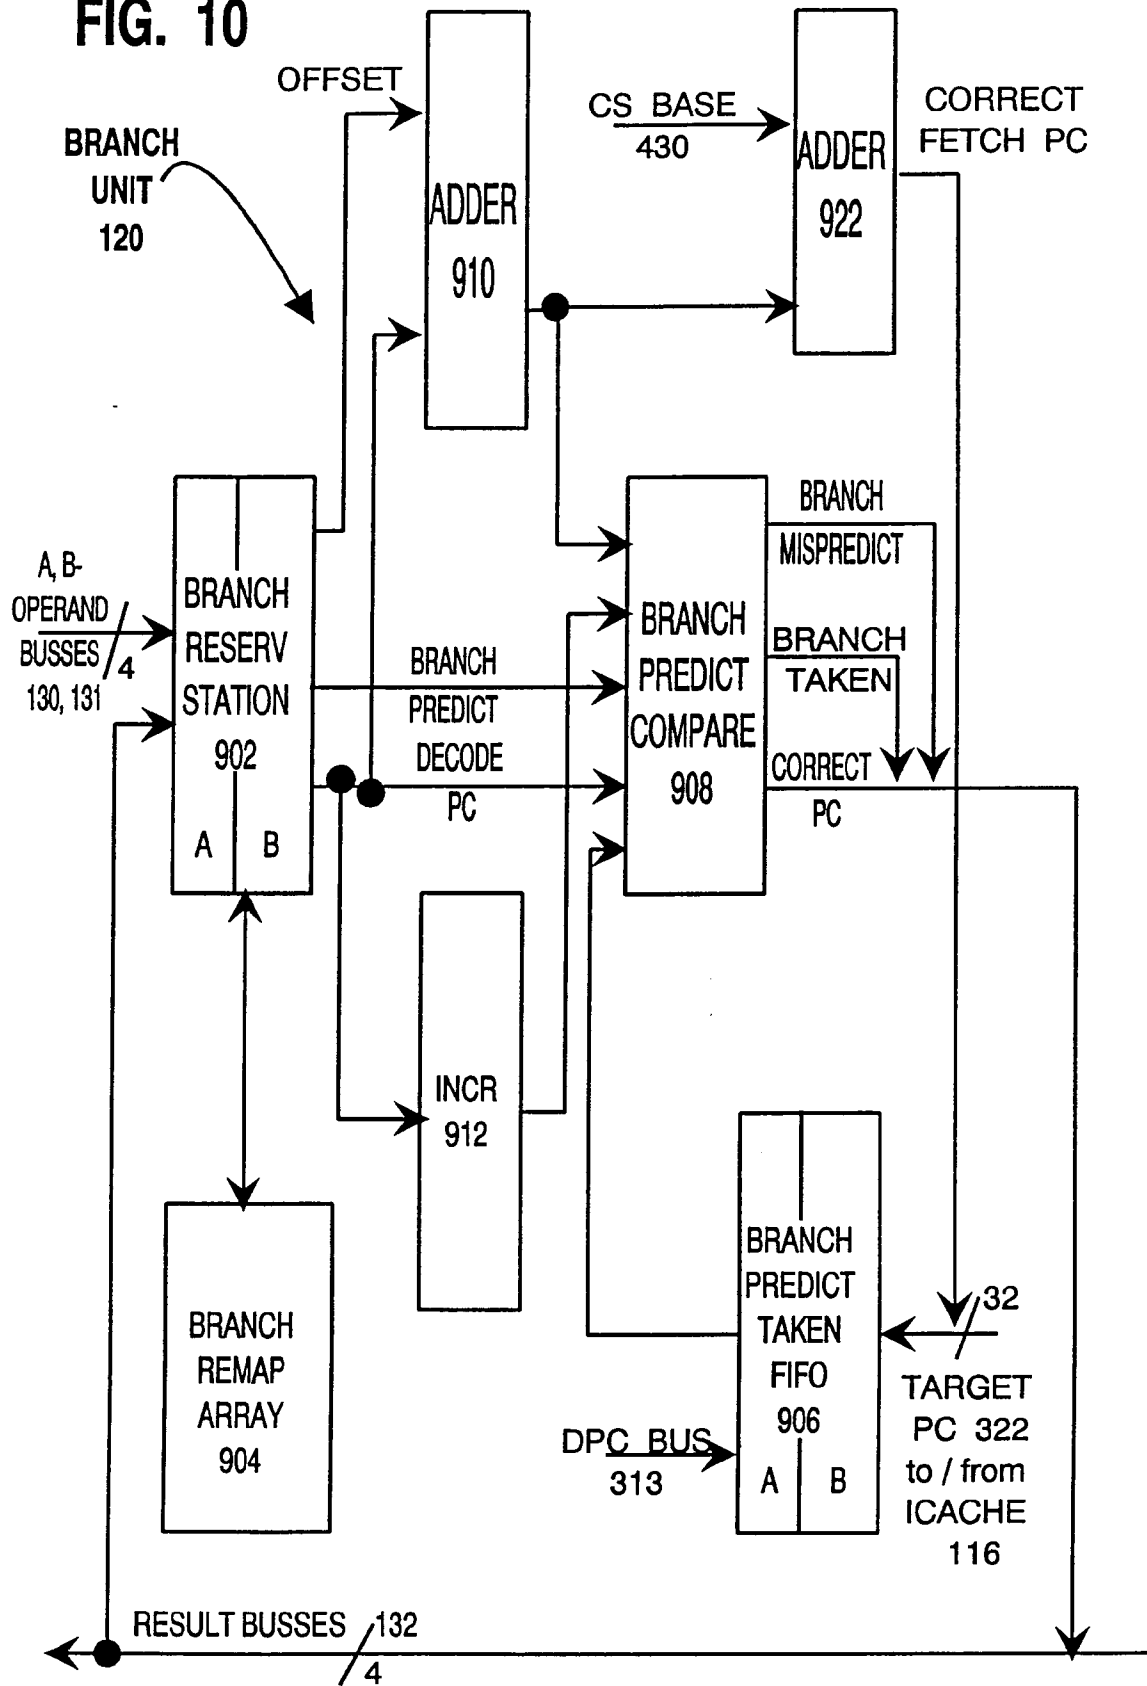 FIG. 10
OFFSET
BRANCH
UNIT
120
ADDER
910
CS BASE
430
ADDER
922
CORRECT
FETCH PC
A, B-
OPERAND
BUSSES
130, 131
4
BRANCH
RESERV
STATION
902
A B
BRANCH
PREDICT
DECODE
PC
BRANCH
PREDICT
COMPARE
908
BRANCH
MISPREDICT
BRANCH
TAKEN
CORRECT
PC
INCR
912
BRANCH
REMAP
ARRAY
904
BRANCH
PREDICT
TAKEN
FIFO
906
A B
DPC BUS
313
32
TARGET
PC 322
to / from
ICACHE
116
RESULT BUSSES 132
4